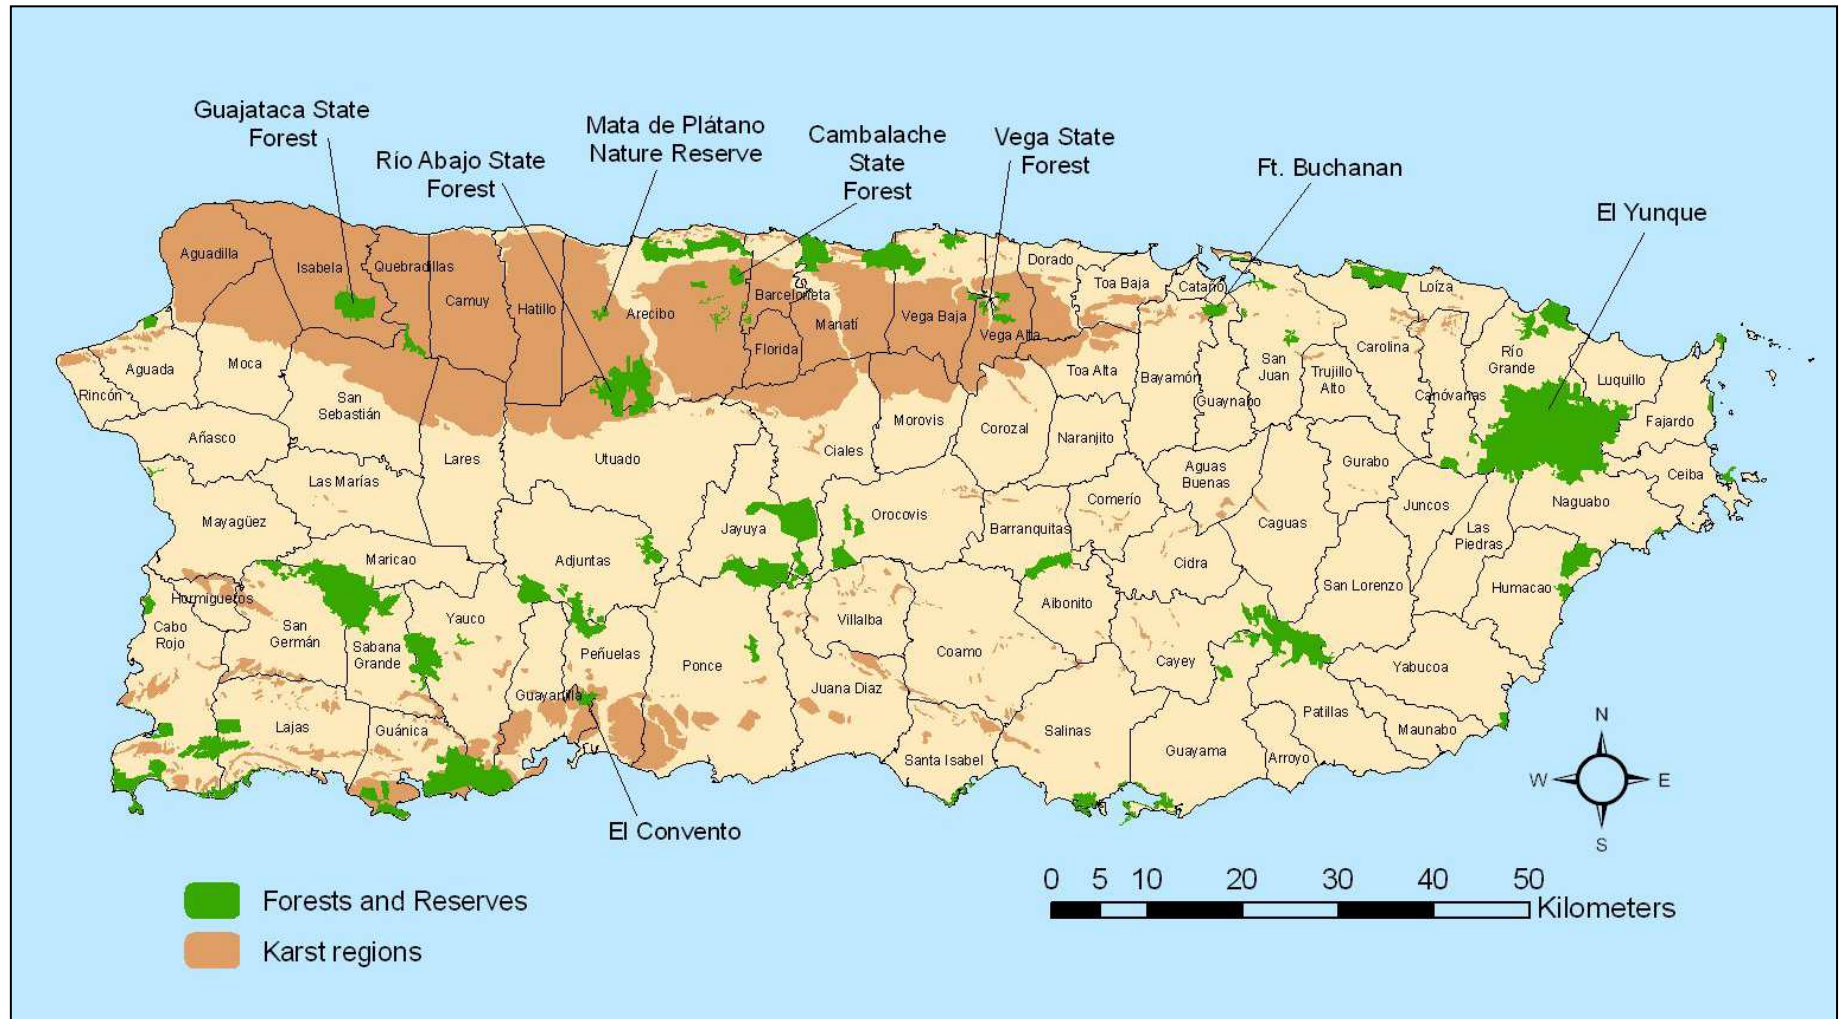 Guajataca State
Forest
Río Abajo State
Forest
Mata de Plátano
Nature Reserve
Cambalache
State
Forest
Vega State
Forest
Ft. Buchanan
El Yunque
Aguadilla
Isabela
Quebradillas
Camuy
Hatillo
Arecibo
Barceloneta
Florida
Manatí
Vega Baja
Vega Alta
Dorado
Toa Baja
Cataño
Loíza
Rincón
Aguada
Moca
San
Sebastián
Toa Alta
Bayamón
Guaynabo
San
Juan
Trujillo
Alto
Carolina
Canóvanas
Río
Grande
Luquillo
Fajardo
Añasco
Las Marías
Lares
Utuado
Ciales
Morovis
Corozal
Naranjito
Aguas
Buenas
Gurabo
Ceiba
Mayagüez
Maricao
Adjuntas
Jayuya
Orocovis
Barranquitas
Comerío
Caguas
Juncos
Las
Piedras
Naguabo
Hormigueros
Cabo
Rojo
San
Germán
Sabana
Grande
Yauco
Peñuelas
Ponce
Villalba
Coamo
Aibonito
Cidra
Cayey
San Lorenzo
Humacao
Yabucoa
Guayanilla
Juana Diaz
Lajas
Guánica
Santa Isabel
Salinas
Guayama
Arroyo
Patillas
Maunabo
El Convento
N
W
E
S
Forests and Reserves
Karst regions
0 5 10 20 30 40 50
Kilometers